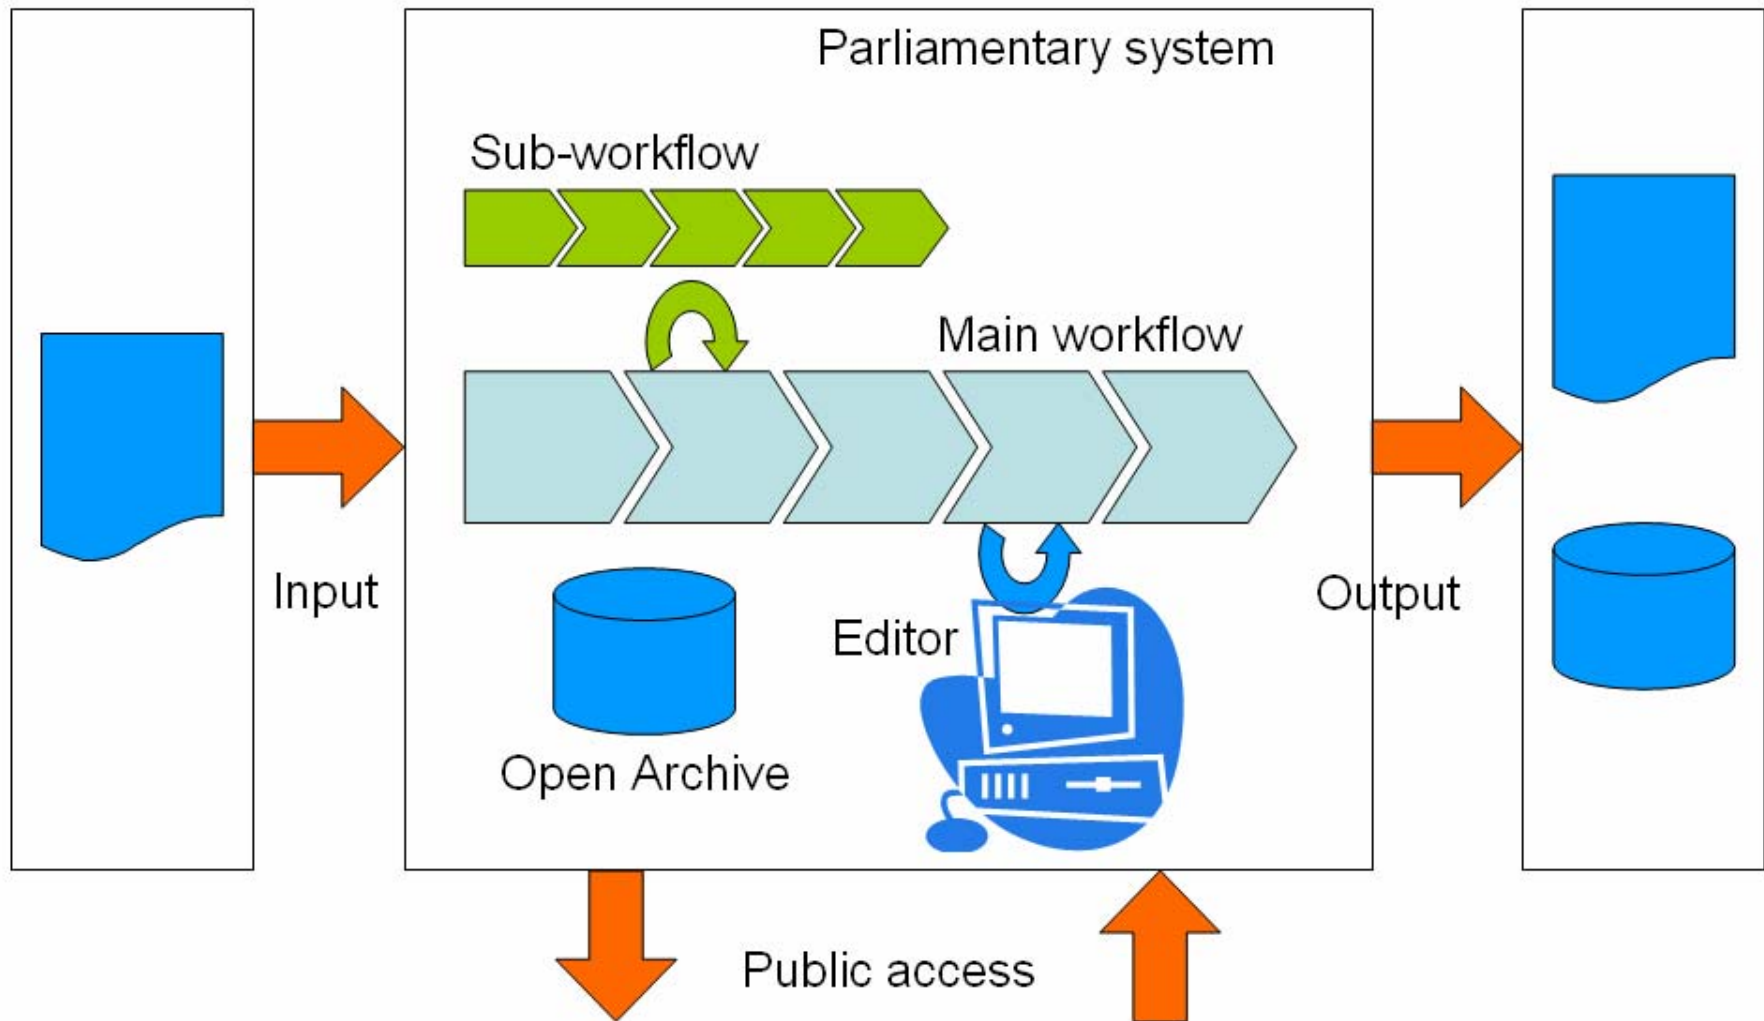 Parliamentary system
Sub-workflow
Main workflow
Input
Output
Editor
Open Archive
Public access